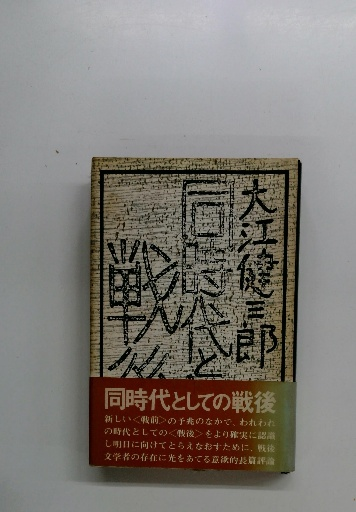 大江健三郎
同時代と
戦後
同時代としての戦後
新しい＜戦前＞の予兆のなかで、われわれ
の時代としての＜戦後＞をより確実に認識
し明日に向けてとらえなおすために、戦後
文学者の存在に光をあてる意欲的長篇評論